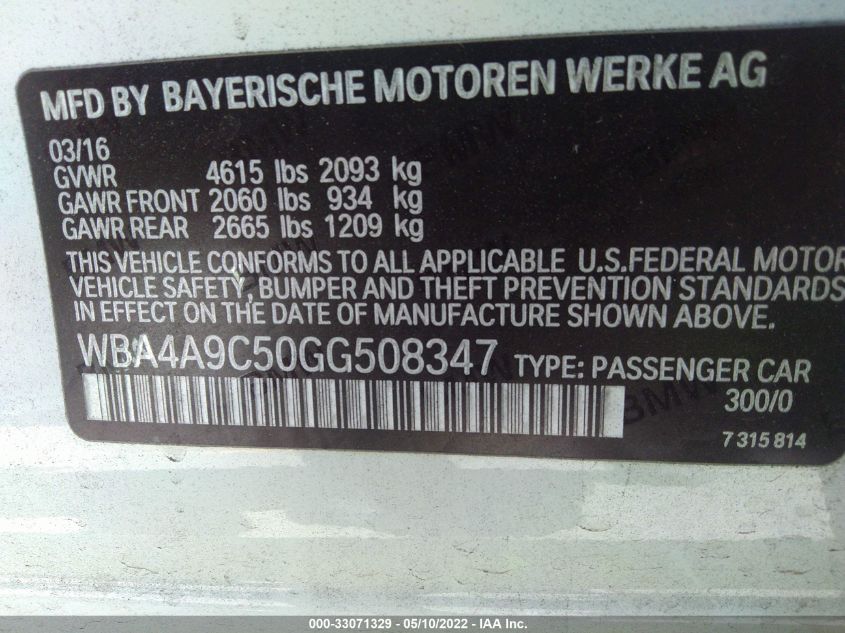 MFD BY BAYERISCHE MOTOREN WERKE AG
03/16
GVWR 4615 lbs 2093 kg
GAWR FRONT 2060 lbs 934 kg
GAWR REAR 2665 lbs 1209 kg
THIS VEHICLE CONFORMS TO ALL APPLICABLE U.S.FEDERAL MOTOR
VEHICLE SAFETY, BUMPER AND THEFT PREVENTION STANDARDS
IN EFFECT ON THE DATE OF MANUFACTURE SHOWN ABOVE.
WBA4A9C50GG508347 TYPE: PASSENGER CAR
300/0
BMW
7 315 814
000-33071329 - 05/10/2022 - IAA Inc.